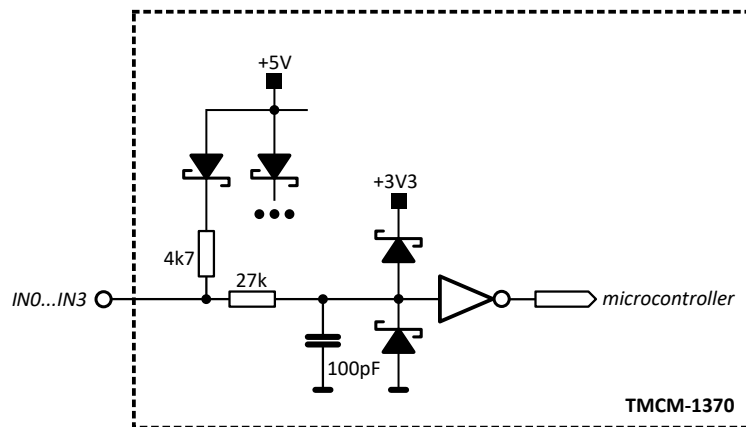 +5V
+3V3
4k7
27k
IN0...IN3
microcontroller
100pF
TMCM-1370